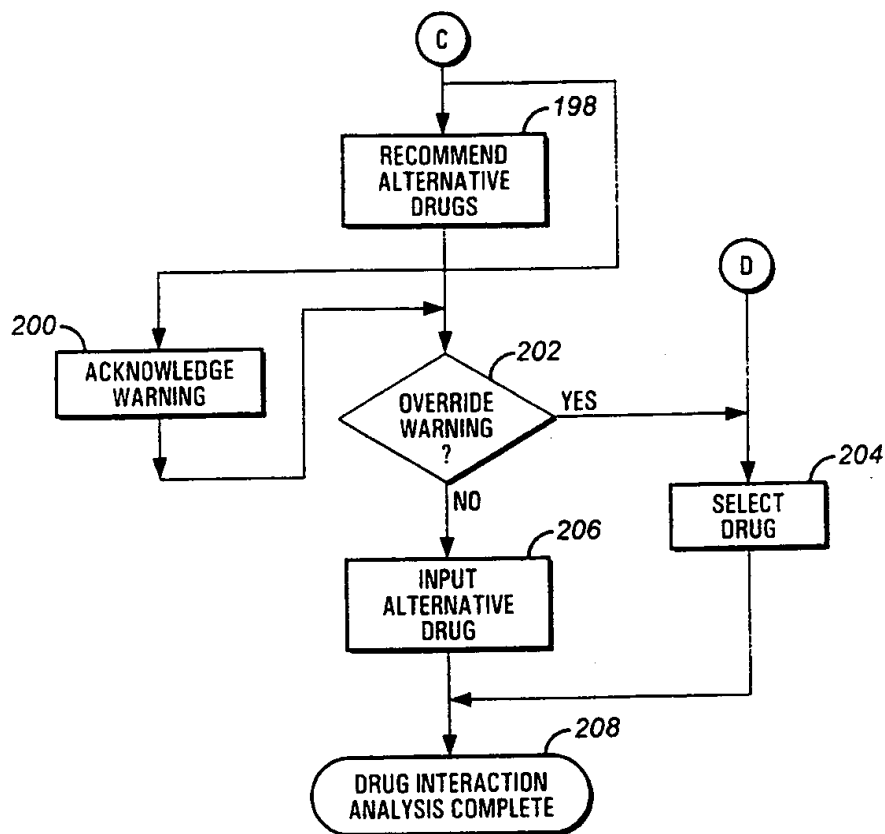 C
198
RECOMMEND
ALTERNATIVE
DRUGS
D
200
ACKNOWLEDGE
WARNING
202
OVERRIDE
WARNING
?
YES
NO
204
SELECT
DRUG
206
INPUT
ALTERNATIVE
DRUG
208
DRUG INTERACTION
ANALYSIS COMPLETE